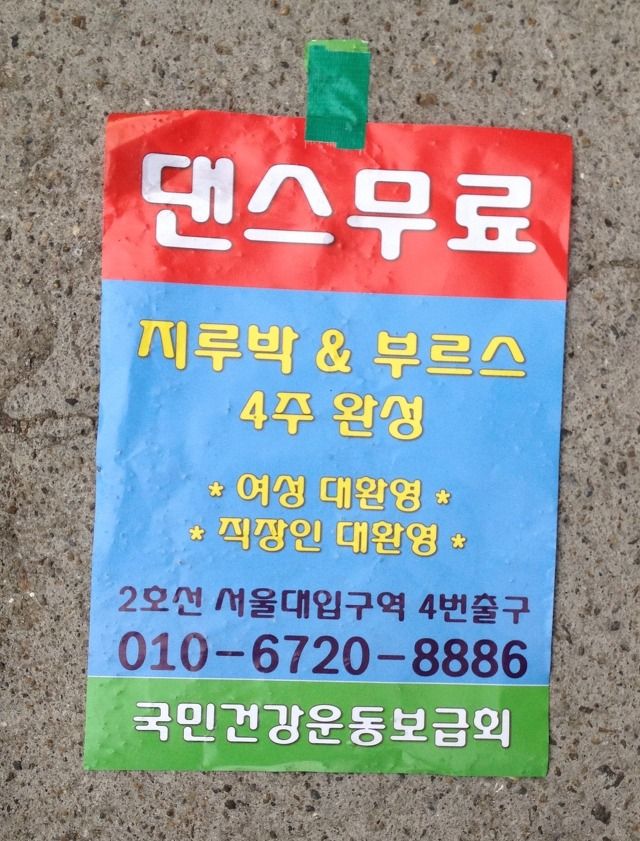 댄스무료
지루박 & 부르스
4주 완성
* 여성 대환영 *
* 직장인 대환영 *
2호선 서울대입구역 4번출구
010-6720-8886
국민건강운동보급회